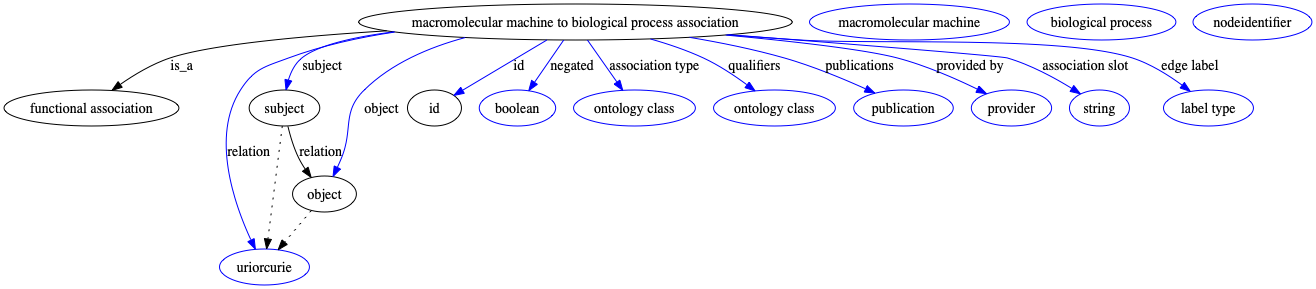 macromolecular machine to biological process association
macromolecular machine
biological process
nodeidentifier
is_a
subject
object
id
negated
association type
qualifiers
publications
provided by
association slot
edge label
functional association
subject
id
boolean
ontology class
ontology class
publication
provider
string
label type
relation
relation
object
uriorcurie